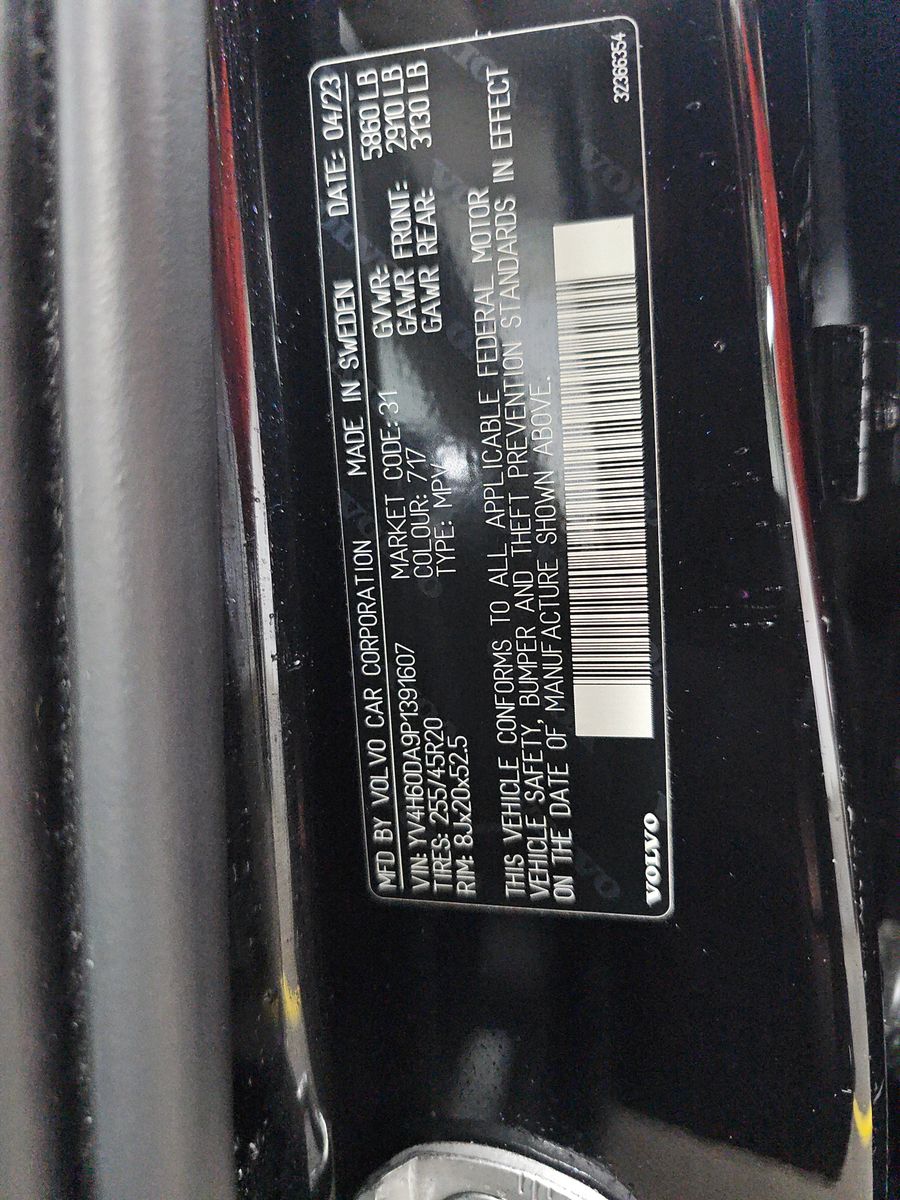 MFD BY VOLVO CAR CORPORATION MADE IN SWEDEN DATE: 04/23
VIN: YV4H60DA9P1391607 MARKET CODE: 31 GVWR: 5860 LB
TIRES: 255/45R20 COLOUR: 717 GAWR FRONT: 2910 LB
RIM: 8Jx20x52.5 TYPE: MPV GAWR REAR: 3130 LB
THIS VEHICLE CONFORMS TO ALL APPLICABLE FEDERAL MOTOR
VEHICLE SAFETY, BUMPER AND THEFT PREVENTION STANDARDS IN EFFECT
ON THE DATE OF MANUFACTURE SHOWN ABOVE.
VOLVO 32366354